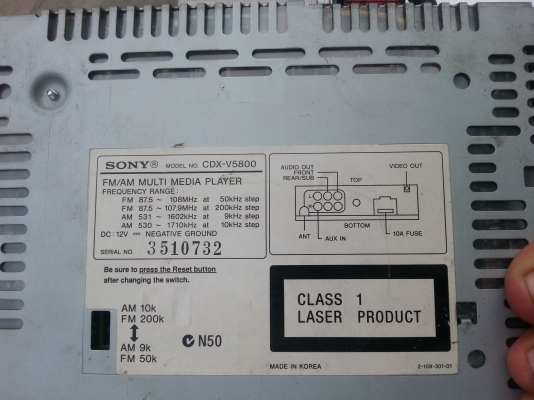 SONY® MODEL NO. CDX-V5800
FM/AM MULTI MEDIA PLAYER
FREQUENCY RANGE:
FM 87.5 ~ 108MHz at 50kHz step
FM 87.5 ~ 107.9MHz at 200kHz step
AM 531 ~ 1602kHz at 9kHz step
AM 530 ~ 1710kHz at 10kHz step
DC: 12V ⎓ NEGATIVE GROUND
SERIAL NO. 3510732
AUDIO OUT
FRONT
REAR/SUB
TOP
VIDEO OUT
L
R
BOTTOM
ANT
AUX IN
10A FUSE
Be sure to press the Reset button
after changing the switch.
AM 10k
FM 200k
AM 9k
FM 50k
N50
CLASS 1
LASER PRODUCT
MADE IN KOREA
2-109-301-01